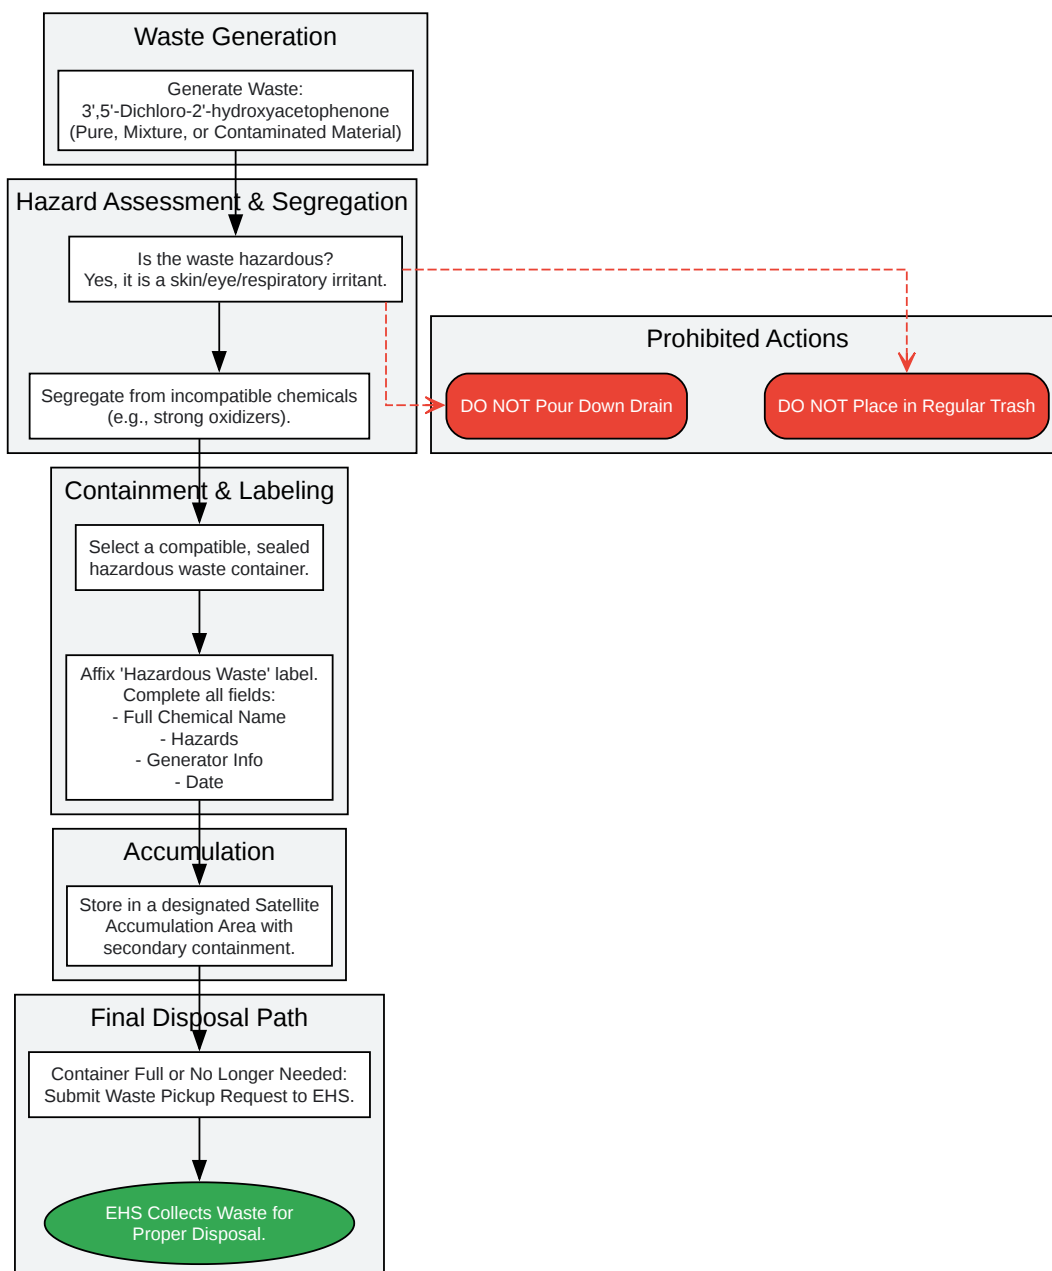 Waste Generation
Generate Waste:
3',5'-Dichloro-2'-hydroxyacetophenone
(Pure, Mixture, or Contaminated Material)
Hazard Assessment & Segregation
Is the waste hazardous?
Yes, it is a skin/eye/respiratory irritant.
Segregate from incompatible chemicals
(e.g., strong oxidizers).
Prohibited Actions
DO NOT Pour Down Drain
DO NOT Place in Regular Trash
Containment & Labeling
Select a compatible, sealed
hazardous waste container.
Affix 'Hazardous Waste' label.
Complete all fields:
- Full Chemical Name
- Hazards
- Generator Info
- Date
Accumulation
Store in a designated Satellite
Accumulation Area with
secondary containment.
Final Disposal Path
Container Full or No Longer Needed:
Submit Waste Pickup Request to EHS.
EHS Collects Waste for
Proper Disposal.